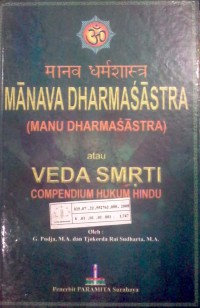 ॐ
मानव धर्मशास्त्र
MĀNAVA DHARMAŚĀSTRA
(MANU DHARMAŚĀSTRA)
atau
VEDA SMRTI
COMPENDIUM HUKUM HINDU
Oleh :
G. Pudja, M.A. dan Tjokorda Rai Sudharta, M.A.
Penerbit PARAMITA Surabaya